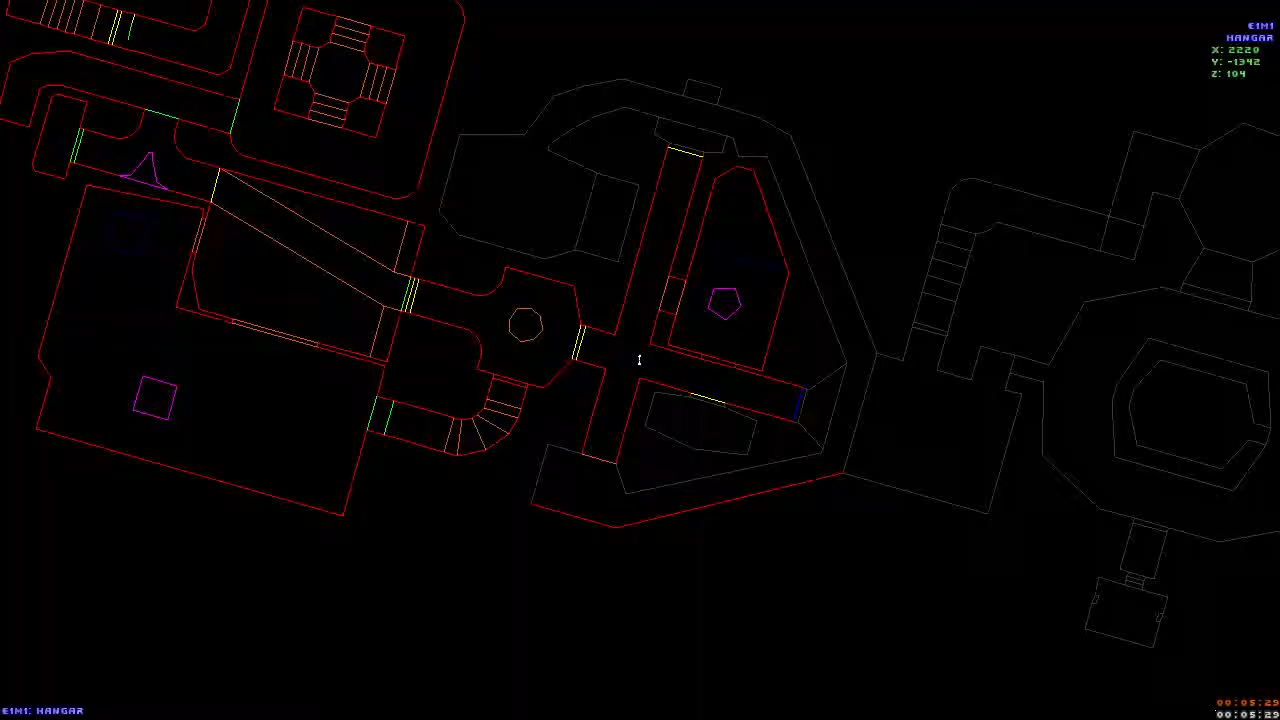 E1M1
HANGAR
X: 2220
Y: -1342
Z: 104
E1M1: HANGAR
00:05:29
00:05:29